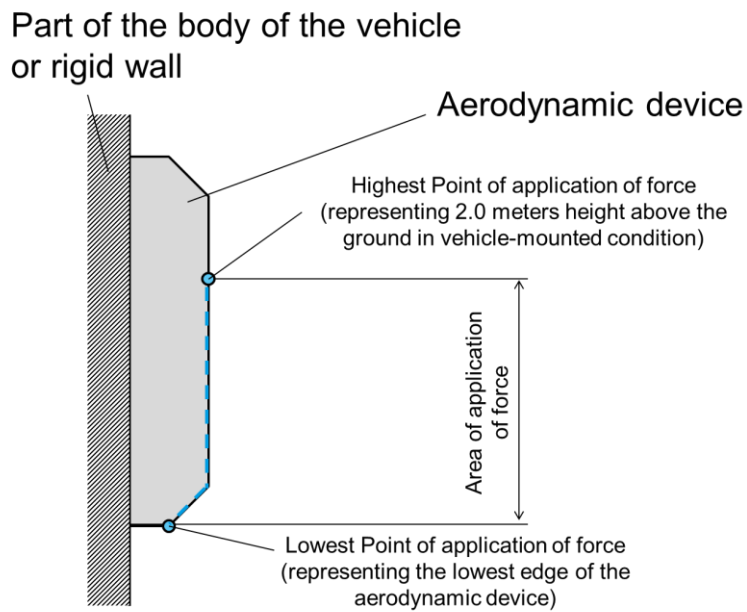 Part of the body of the vehicle
or rigid wall
Aerodynamic device
Highest Point of application of force
(representing 2.0 meters height above the
ground in vehicle-mounted condition)
Area of application
of force
Lowest Point of application of force
(representing the lowest edge of the
aerodynamic device)